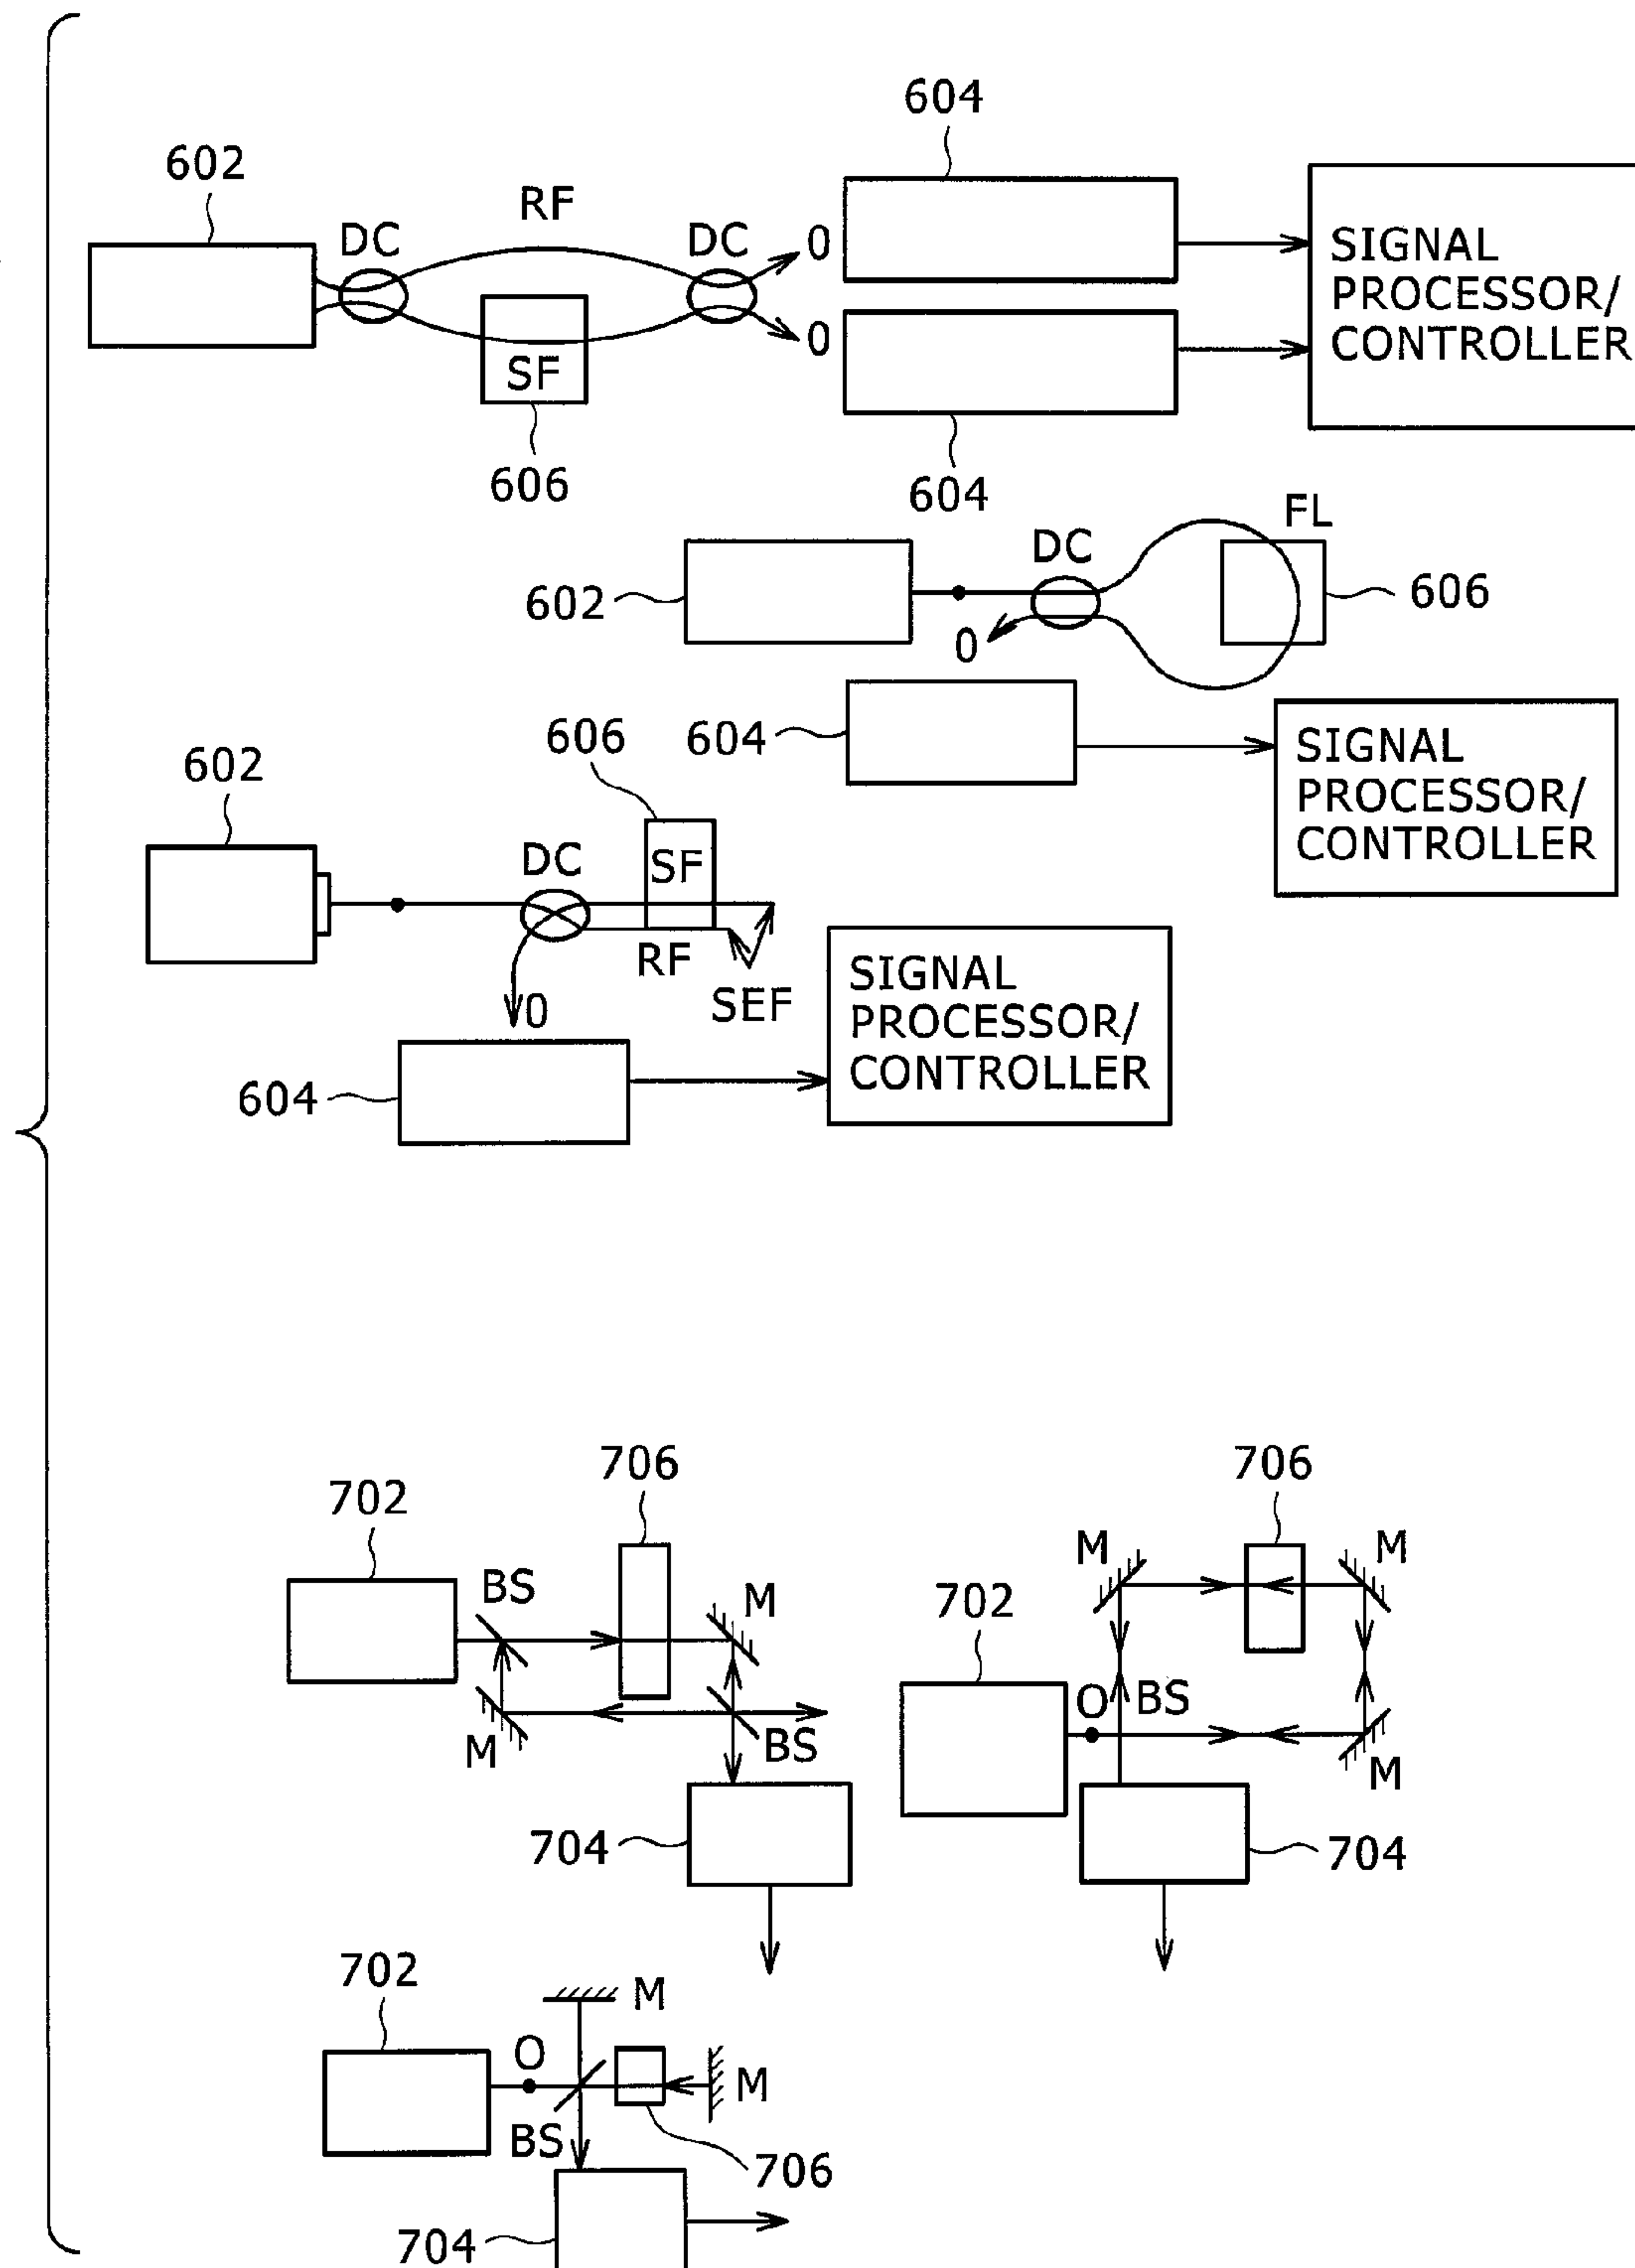 604
602
RF
DC
DC
0
0
SIGNAL
PROCESSOR/
CONTROLLER
SF
606
604
FL
DC
602
606
0
604
SIGNAL
PROCESSOR/
CONTROLLER
606
602
DC
SF
RF
SEF
0
SIGNAL
PROCESSOR/
CONTROLLER
604
706
702
BS
M
M
BS
704
706
M
M
702
O
BS
M
704
702
M
O
M
BS
706
704